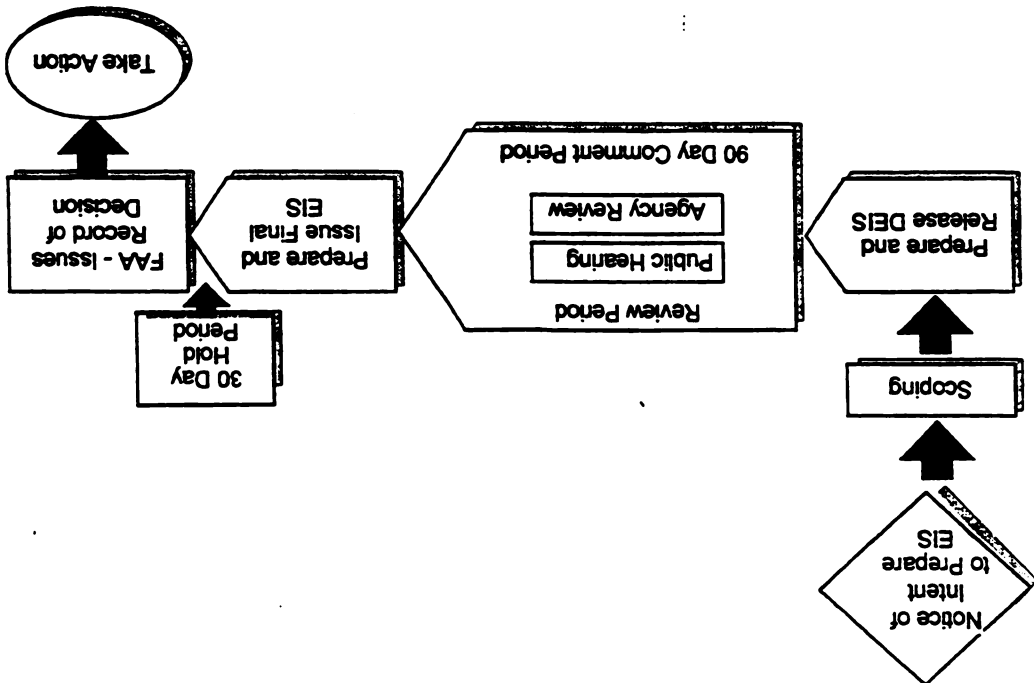 Notice of
Intent
to Prepare
EIS
Scoping
Prepare and
Release DEIS
Review Period
Public Hearing
Agency Review
90 Day Comment Period
Prepare and
Issue Final
EIS
30 Day
Hold
Period
FAA - Issues
Record of
Decision
Take Action